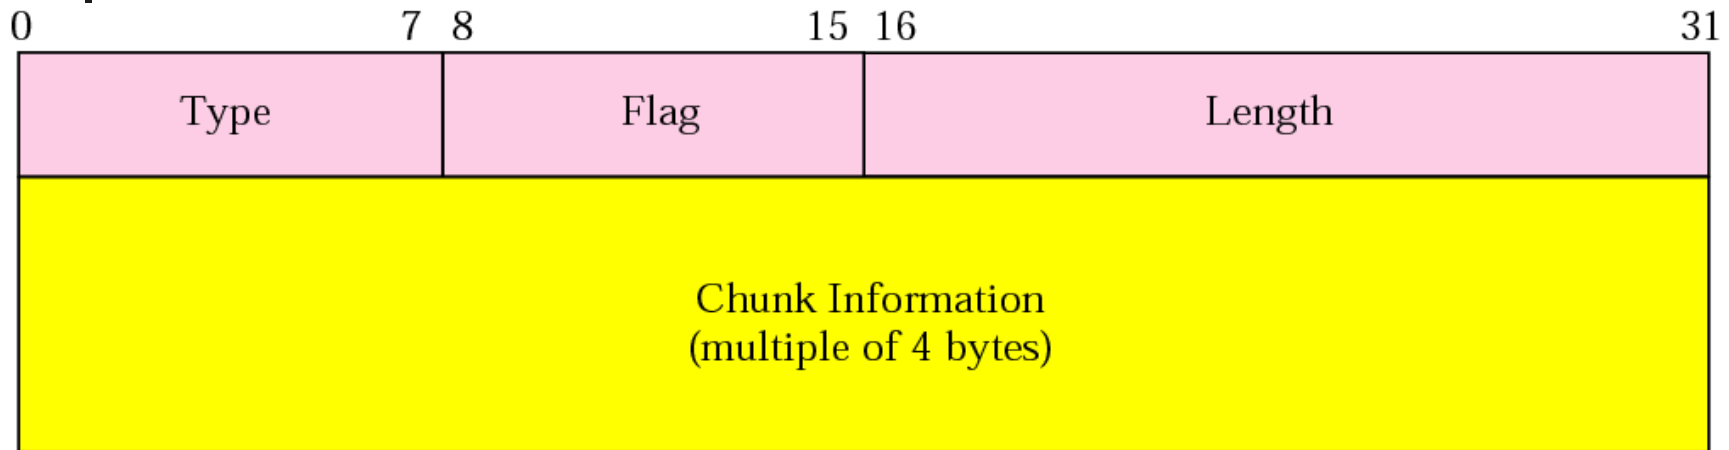 0 7 8 15 16 31
Type Flag Length
Chunk Information
(multiple of 4 bytes)